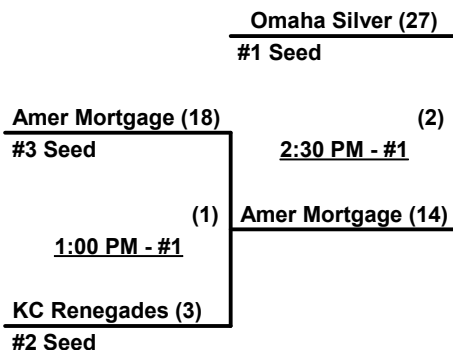 Omaha Silver (27)
#1 Seed
Amer Mortgage (18)
#3 Seed
(2)
2:30 PM - #1
(1)
1:00 PM - #1
Amer Mortgage (14)
KC Renegades (3)
#2 Seed